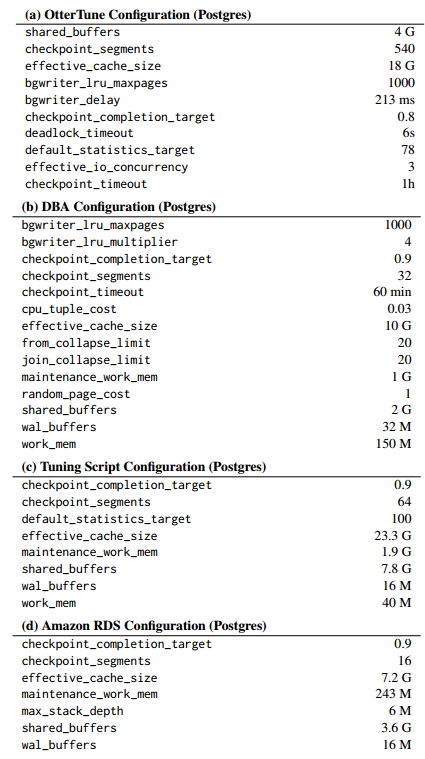 (a) OtterTune Configuration (Postgres)
shared_buffers 4 G
checkpoint_segments 540
effective_cache_size 18 G
bgwriter_lru_maxpages 1000
bgwriter_delay 213 ms
checkpoint_completion_target 0.8
deadlock_timeout 6s
default_statistics_target 78
effective_io_concurrency 3
checkpoint_timeout 1h
(b) DBA Configuration (Postgres)
bgwriter_lru_maxpages 1000
bgwriter_lru_multiplier 4
checkpoint_completion_target 0.9
checkpoint_segments 32
checkpoint_timeout 60 min
cpu_tuple_cost 0.03
effective_cache_size 10 G
from_collapse_limit 20
join_collapse_limit 20
maintenance_work_mem 1 G
random_page_cost 1
shared_buffers 2 G
wal_buffers 32 M
work_mem 150 M
(c) Tuning Script Configuration (Postgres)
checkpoint_completion_target 0.9
checkpoint_segments 64
default_statistics_target 100
effective_cache_size 23.3 G
maintenance_work_mem 1.9 G
shared_buffers 7.8 G
wal_buffers 16 M
work_mem 40 M
(d) Amazon RDS Configuration (Postgres)
checkpoint_completion_target 0.9
checkpoint_segments 16
effective_cache_size 7.2 G
maintenance_work_mem 243 M
max_stack_depth 6 M
shared_buffers 3.6 G
wal_buffers 16 M